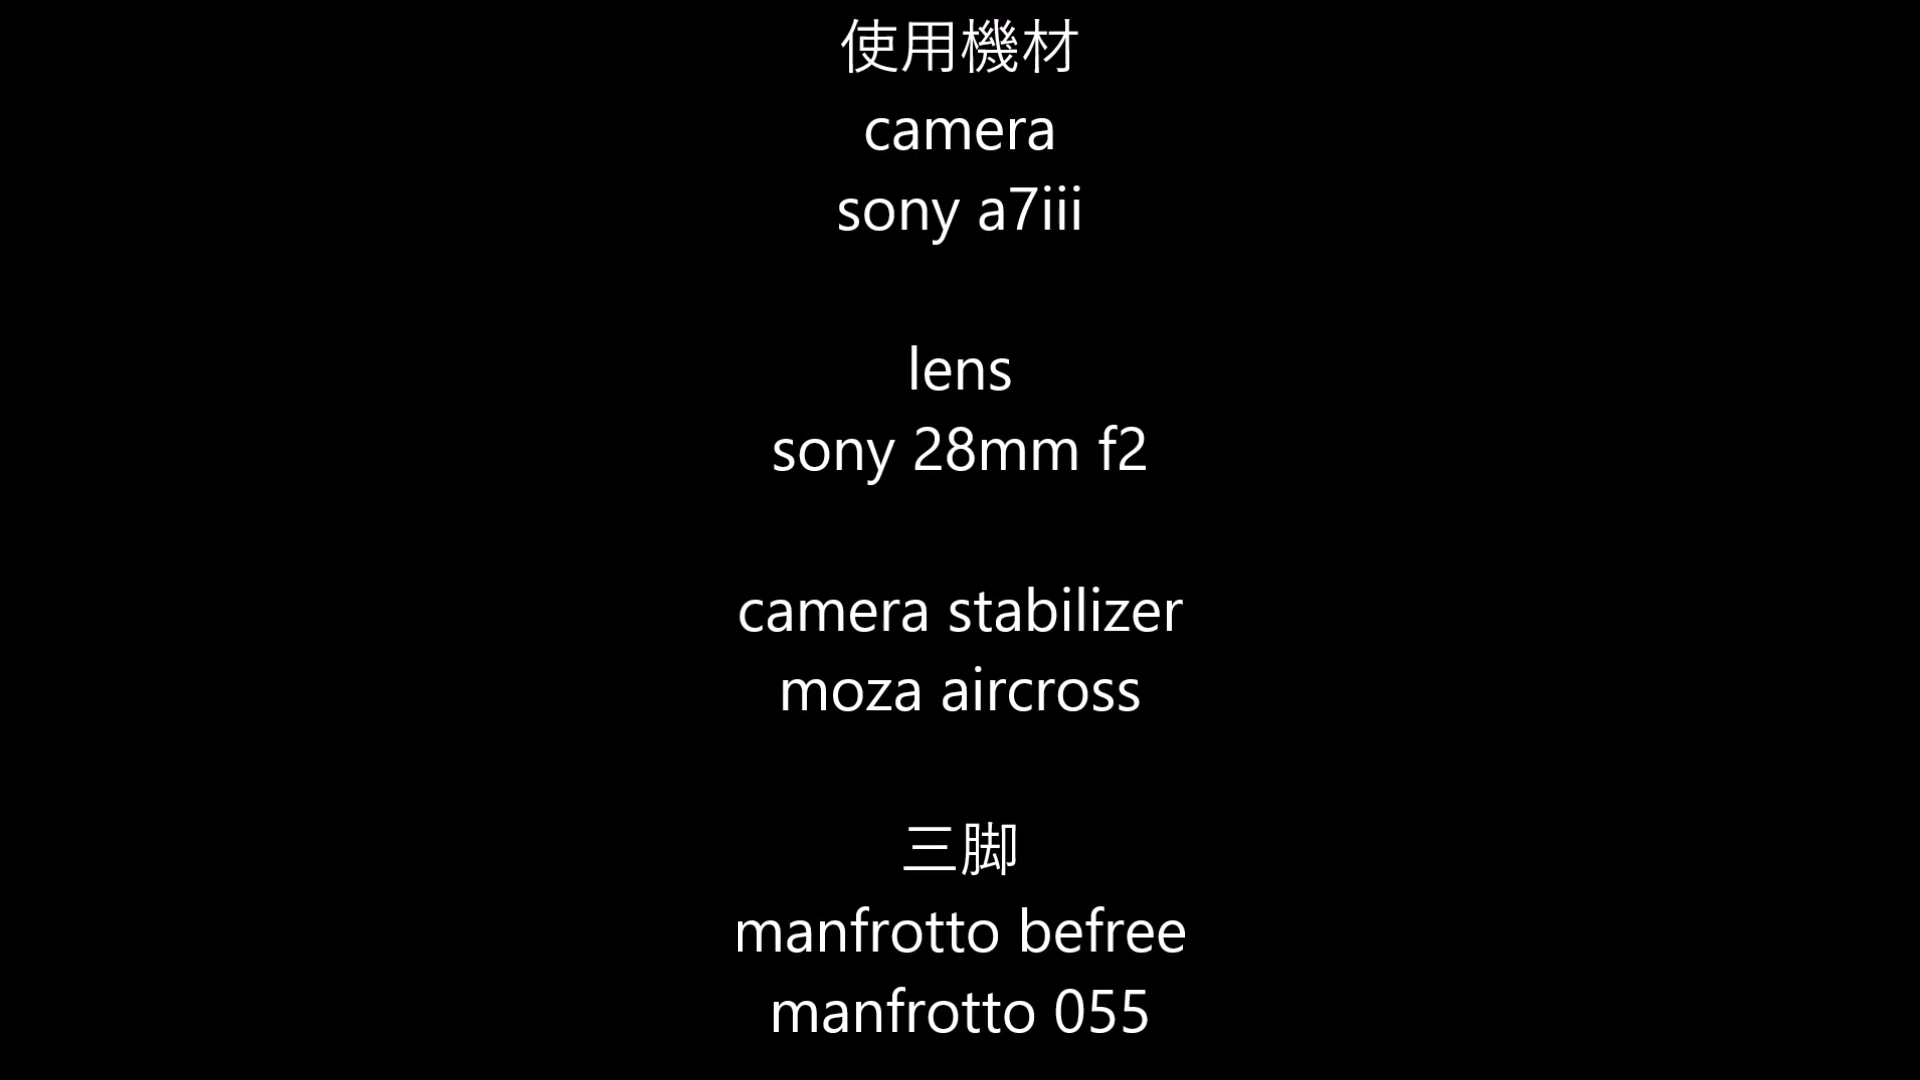 使用機材
camera
sony a7iii
lens
sony 28mm f2
camera stabilizer
moza aircross
三脚
manfrotto befree
manfrotto 055